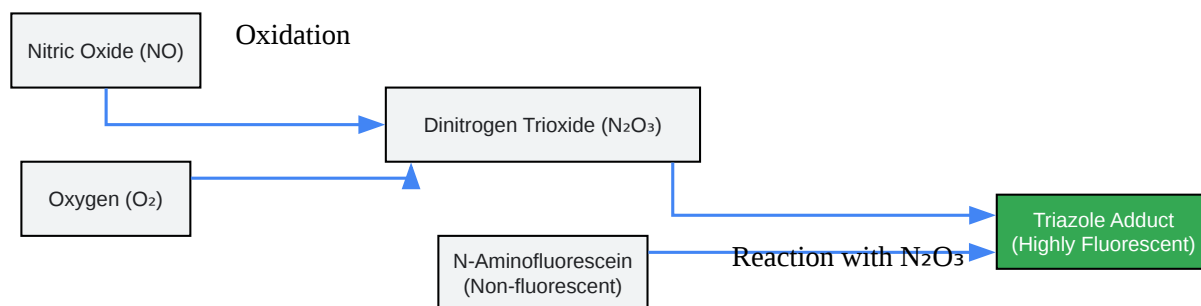 Oxidation
Nitric Oxide (NO)
Dinitrogen Trioxide (N₂O₃)
Oxygen (O₂)
Triazole Adduct
(Highly Fluorescent)
N-Aminofluorescein
(Non-fluorescent)
Reaction with N₂O₃